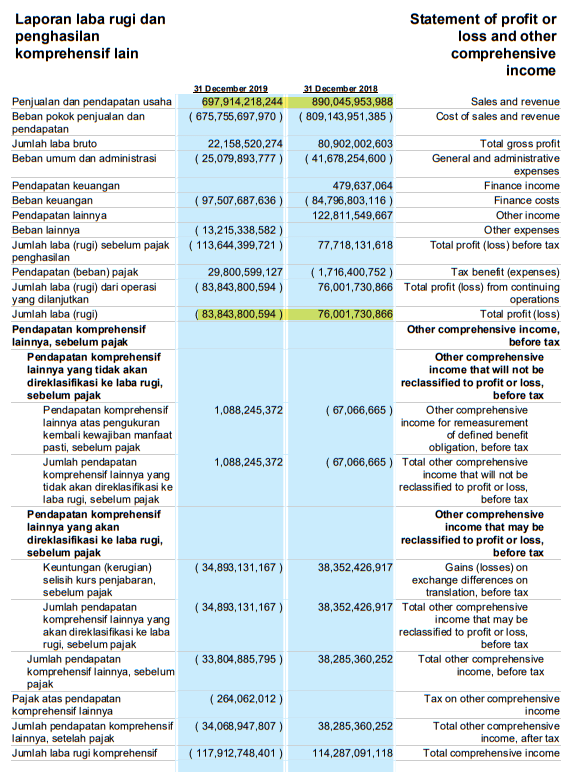 Laporan laba rugi dan
penghasilan
komprehensif lain
Statement of profit or
loss and other
comprehensive
income
31 December 2019 31 December 2018
Penjualan dan pendapatan usaha 697,914,218,244 890,045,953,988 Sales and revenue
Beban pokok penjualan dan
pendapatan ( 675,755,697,970 ) ( 809,143,951,385 ) Cost of sales and revenue
Jumlah laba bruto 22,158,520,274 80,902,002,603 Total gross profit
Beban umum dan administrasi ( 25,079,893,777 ) ( 41,678,254,600 ) General and administrative
expenses
Pendapatan keuangan 479,637,064 Finance income
Beban keuangan ( 97,507,687,636 ) ( 84,796,803,116 ) Finance costs
Pendapatan lainnya 122,811,549,667 Other income
Beban lainnya ( 13,215,338,582 ) Other expenses
Jumlah laba (rugi) sebelum pajak
penghasilan ( 113,644,399,721 ) 77,718,131,618 Total profit (loss) before tax
Pendapatan (beban) pajak 29,800,599,127 ( 1,716,400,752 ) Tax benefit (expenses)
Jumlah laba (rugi) dari operasi
yang dilanjutkan ( 83,843,800,594 ) 76,001,730,866 Total profit (loss) from continuing
operations
Jumlah laba (rugi) ( 83,843,800,594 ) 76,001,730,866 Total profit (loss)
Pendapatan komprehensif
lainnya, sebelum pajak
Other comprehensive income,
before tax
Pendapatan komprehensif
lainnya yang tidak akan
direklasifikasi ke laba rugi,
sebelum pajak
Other comprehensive
income that will not be
reclassified to profit or loss,
before tax
Pendapatan komprehensif
lainnya atas pengukuran
kembali kewajiban manfaat
pasti, sebelum pajak
1,088,245,372 ( 67,066,665 ) Other comprehensive
income for remeasurement
of defined benefit
obligation, before tax
Jumlah pendapatan
komprehensif lainnya yang
tidak akan direklasifikasi ke
laba rugi, sebelum pajak
1,088,245,372 ( 67,066,665 ) Total other comprehensive
income that will not be
reclassified to profit or loss,
before tax
Pendapatan komprehensif
lainnya yang akan
direklasifikasi ke laba rugi,
sebelum pajak
Other comprehensive
income that may be
reclassified to profit or loss,
before tax
Keuntungan (kerugian)
selisih kurs penjabaran,
sebelum pajak
( 34,893,131,167 ) 38,352,426,917 Gains (losses) on
exchange differences on
translation, before tax
Jumlah pendapatan
komprehensif lainnya yang
akan direklasifikasi ke laba
rugi, sebelum pajak
( 34,893,131,167 ) 38,352,426,917 Total other comprehensive
income that may be
reclassified to profit or loss,
before tax
Jumlah pendapatan
komprehensif lainnya, sebelum
pajak
( 33,804,885,795 ) 38,285,360,252 Total other comprehensive
income, before tax
Pajak atas pendapatan
komprehensif lainnya
( 264,062,012 ) Tax on other comprehensive
income
Jumlah pendapatan komprehensif
lainnya, setelah pajak
( 34,068,947,807 ) 38,285,360,252 Total other comprehensive
income, after tax
Jumlah laba rugi komprehensif ( 117,912,748,401 ) 114,287,091,118 Total comprehensive income